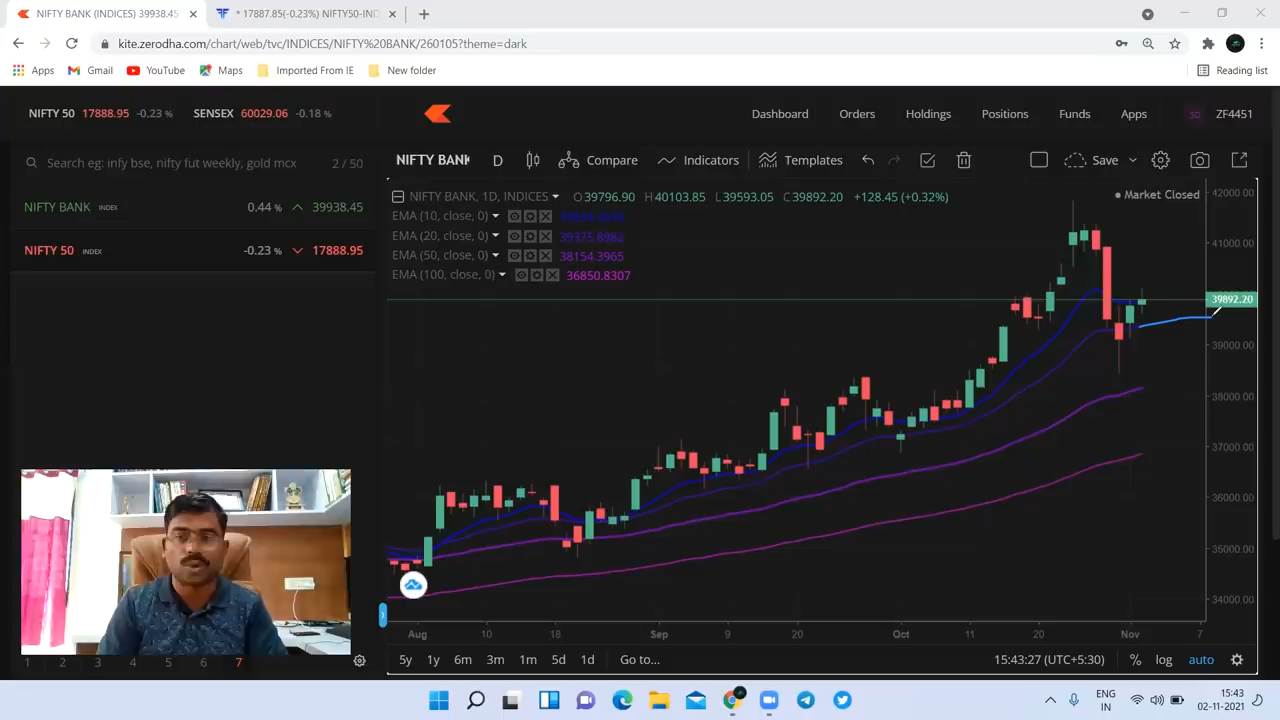 NIFTY BANK (INDICES) 39938.45
* 17887.85(-0.23%) NIFTY50-IND
kite.zerodha.com/chart/web/tvc/INDICES/NIFTY%20BANK/260105?theme=dark
Apps Gmail YouTube Maps Imported From IE New folder Reading list
NIFTY 50 17888.95 -0.23 % SENSEX 60029.06 -0.18 % Dashboard Orders Holdings Positions Funds Apps ZF4451
Search eg: infy bse, nifty fut weekly, gold mcx 2 / 50
NIFTY BANK D Compare Indicators Templates Save
NIFTY BANK INDEX 0.44 % 39938.45
NIFTY 50 INDEX -0.23 % 17888.95
NIFTY BANK, 1D, INDICES O39796.90 H40103.85 L39593.05 C39892.20 +128.45 (+0.32%)
Market Closed
EMA (10, close, 0)
EMA (20, close, 0) 39375.8982
EMA (50, close, 0) 38154.3965
EMA (100, close, 0) 36850.8307
42000.00
41000.00
39892.20
39000.00
38000.00
37000.00
36000.00
35000.00
34000.00
Aug 10 18 Sep 9 20 Oct 11 20 Nov 7
1 2 3 4 5 6 7
5y 1y 6m 3m 1m 5d 1d Go to... 15:43:27 (UTC+5:30) % log auto
ENG
IN
15:43
02-11-2021